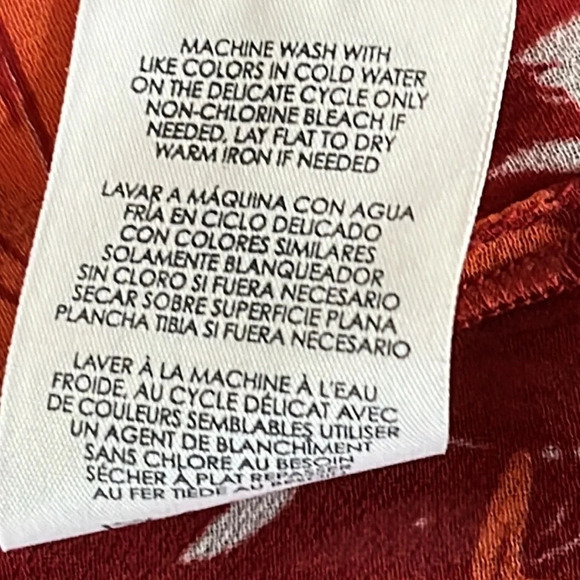 MACHINE WASH WITH
LIKE COLORS IN COLD WATER
ON THE DELICATE CYCLE ONLY
NON-CHLORINE BLEACH IF
NEEDED, LAY FLAT TO DRY
WARM IRON IF NEEDED
LAVAR A MÁQUINA CON AGUA
FRÍA EN CICLO DELICADO
CON COLORES SIMILARES
SOLAMENTE BLANQUEADOR
SIN CLORO SI FUERA NECESARIO
SECAR SOBRE SUPERFICIE PLANA
PLANCHA TIBIA SI FUERA NECESARIO
LAVER À LA MACHINE À L'EAU
FROIDE, AU CYCLE DÉLICAT AVEC
DE COULEURS SEMBLABLES UTILISER
UN AGENT DE BLANCHÎMENT
SANS CHLORE AU BESOIN
SÉCHER À PLAT REPASSER
AU FER TIÈDE AU